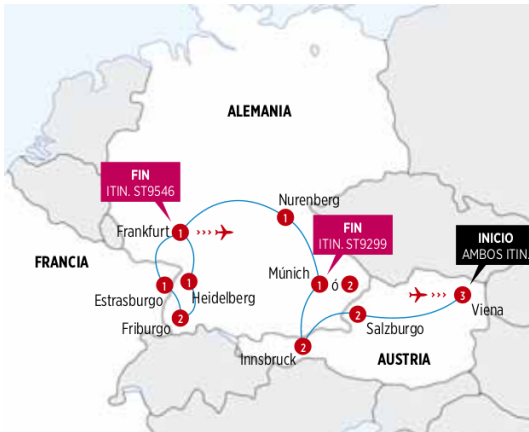 ALEMANIA
FIN
ITIN. ST9546
Nurenberg
1
Frankfurt
1
FIN
ITIN. ST9299
FRANCIA
INICIO
AMBOS ITIN.
Múnich
1 ó 2
Estrasburgo
1
1
Heidelberg
3
Viena
Friburgo
2
2
Salzburgo
Innsbruck
2
AUSTRIA